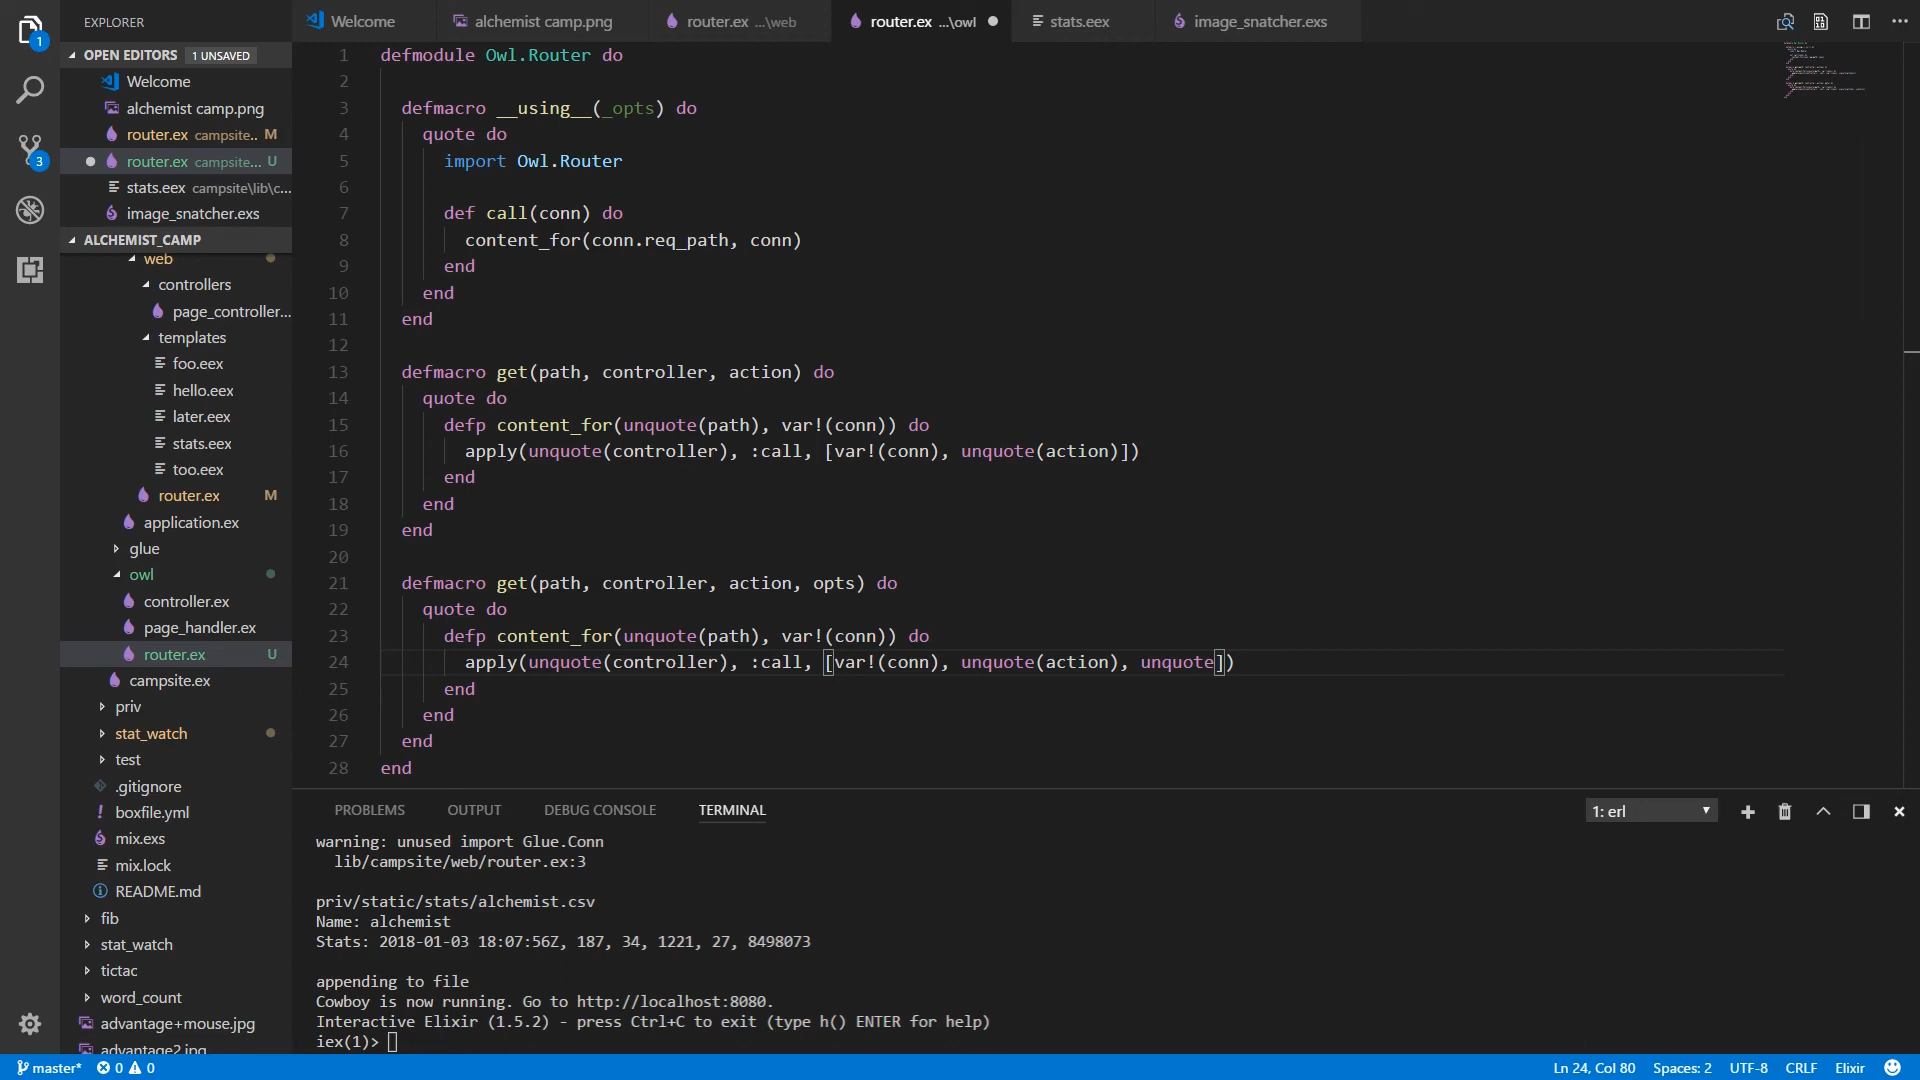 EXPLORER
Welcome
alchemist camp.png
router.ex ...\web
router.ex ...\owl
stats.eex
image_snatcher.exs
1
OPEN EDITORS 1 UNSAVED
Welcome
alchemist camp.png
router.ex campsite.. M
router.ex campsite... U
stats.eex campsite\lib\c...
image_snatcher.exs
3
ALCHEMIST_CAMP
web
controllers
page_controller...
templates
foo.eex
hello.eex
later.eex
stats.eex
too.eex
router.ex M
application.ex
glue
owl
controller.ex
page_handler.ex
router.ex U
campsite.ex
priv
stat_watch
test
.gitignore
boxfile.yml
mix.exs
mix.lock
README.md
fib
stat_watch
tictac
word_count
advantage+mouse.jpg
advantage2.jpg
1 defmodule Owl.Router do
2
3 defmacro __using__(_opts) do
4 quote do
5 import Owl.Router
6
7 def call(conn) do
8 content_for(conn.req_path, conn)
9 end
10 end
11 end
12
13 defmacro get(path, controller, action) do
14 quote do
15 defp content_for(unquote(path), var!(conn)) do
16 apply(unquote(controller), :call, [var!(conn), unquote(action)])
17 end
18 end
19 end
20
21 defmacro get(path, controller, action, opts) do
22 quote do
23 defp content_for(unquote(path), var!(conn)) do
24 apply(unquote(controller), :call, [var!(conn), unquote(action), unquote])
25 end
26 end
27 end
28 end
PROBLEMS OUTPUT DEBUG CONSOLE TERMINAL
1: erl
warning: unused import Glue.Conn
lib/campsite/web/router.ex:3
priv/static/stats/alchemist.csv
Name: alchemist
Stats: 2018-01-03 18:07:56Z, 187, 34, 1221, 27, 8498073
appending to file
Cowboy is now running. Go to http://localhost:8080.
Interactive Elixir (1.5.2) - press Ctrl+C to exit (type h() ENTER for help)
iex(1)>
master* 0 0
Ln 24, Col 80 Spaces: 2 UTF-8 CRLF Elixir